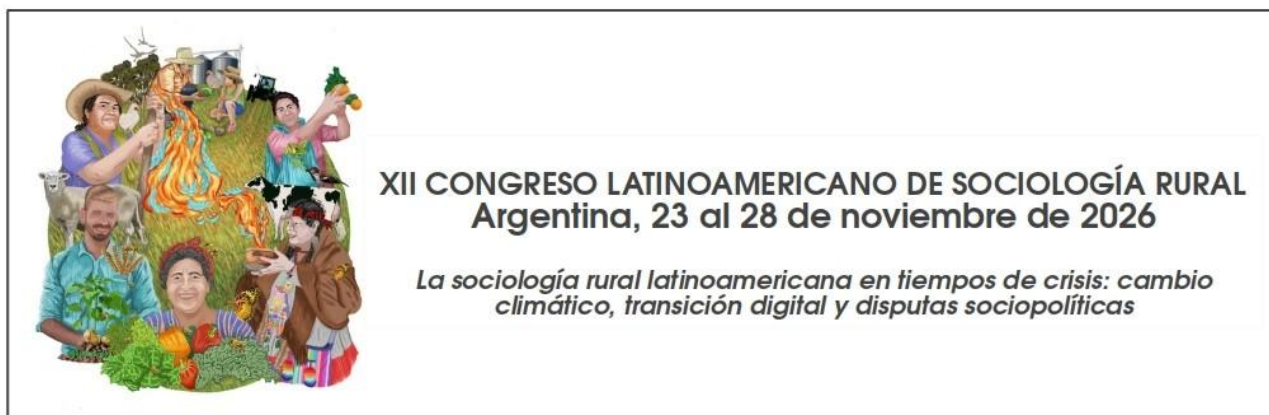 XII CONGRESO LATINOAMERICANO DE SOCIOLOGÍA RURAL
Argentina, 23 al 28 de noviembre de 2026
La sociología rural latinoamericana en tiempos de crisis: cambio
climático, transición digital y disputas sociopolíticas